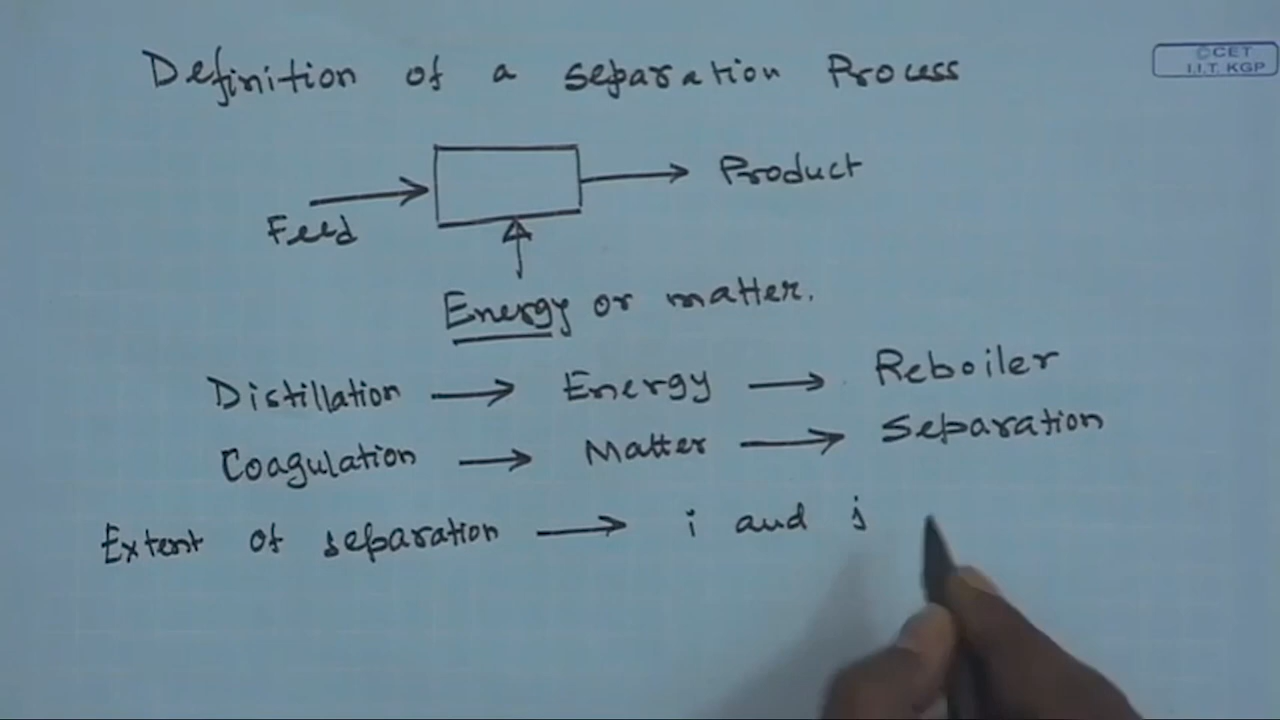 ©CET
I.I.T. KGP
Definition of a separation Process
Feed
Product
Energy or matter.
Distillation → Energy → Reboiler
Coagulation → Matter → Separation
Extent of separation → i and j